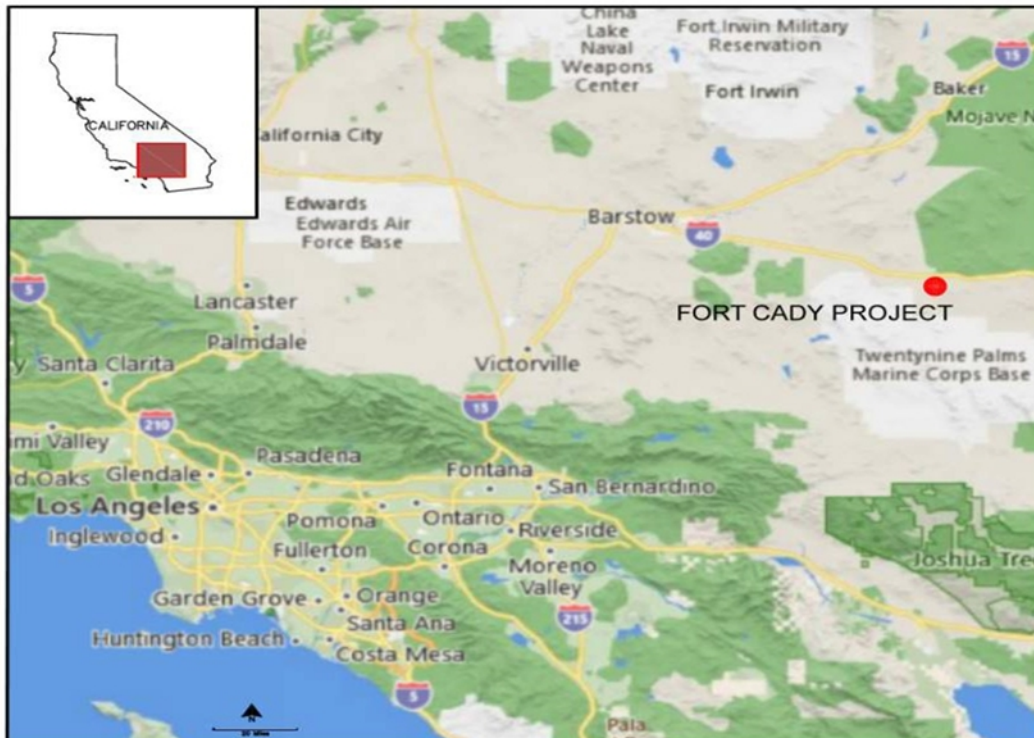 China
Lake
Naval
Weapons
Center
Fort Irwin Military
Reservation
15
Fort Irwin
Baker
Mojave N
CALIFORNIA
alifornia City
Edwards
Edwards Air
Force Base
Barstow
40
5
Lancaster
FORT CADY PROJECT
Palmdale
Santa Clarita
Victorville
Twentynine Palms
Marine Corps Base
15
210
mi Valley
Pasadena
Glendale
Fontana
d Oaks
San Bernardino
Los Angeles
Pomona
Ontario
Riverside
Inglewood
Fullerton
Corona
Moreno
Valley
Joshua Tree
Garden Grove
Orange
Santa Ana
215
Huntington Beach
Costa Mesa
5
Pala
N
20 Miles